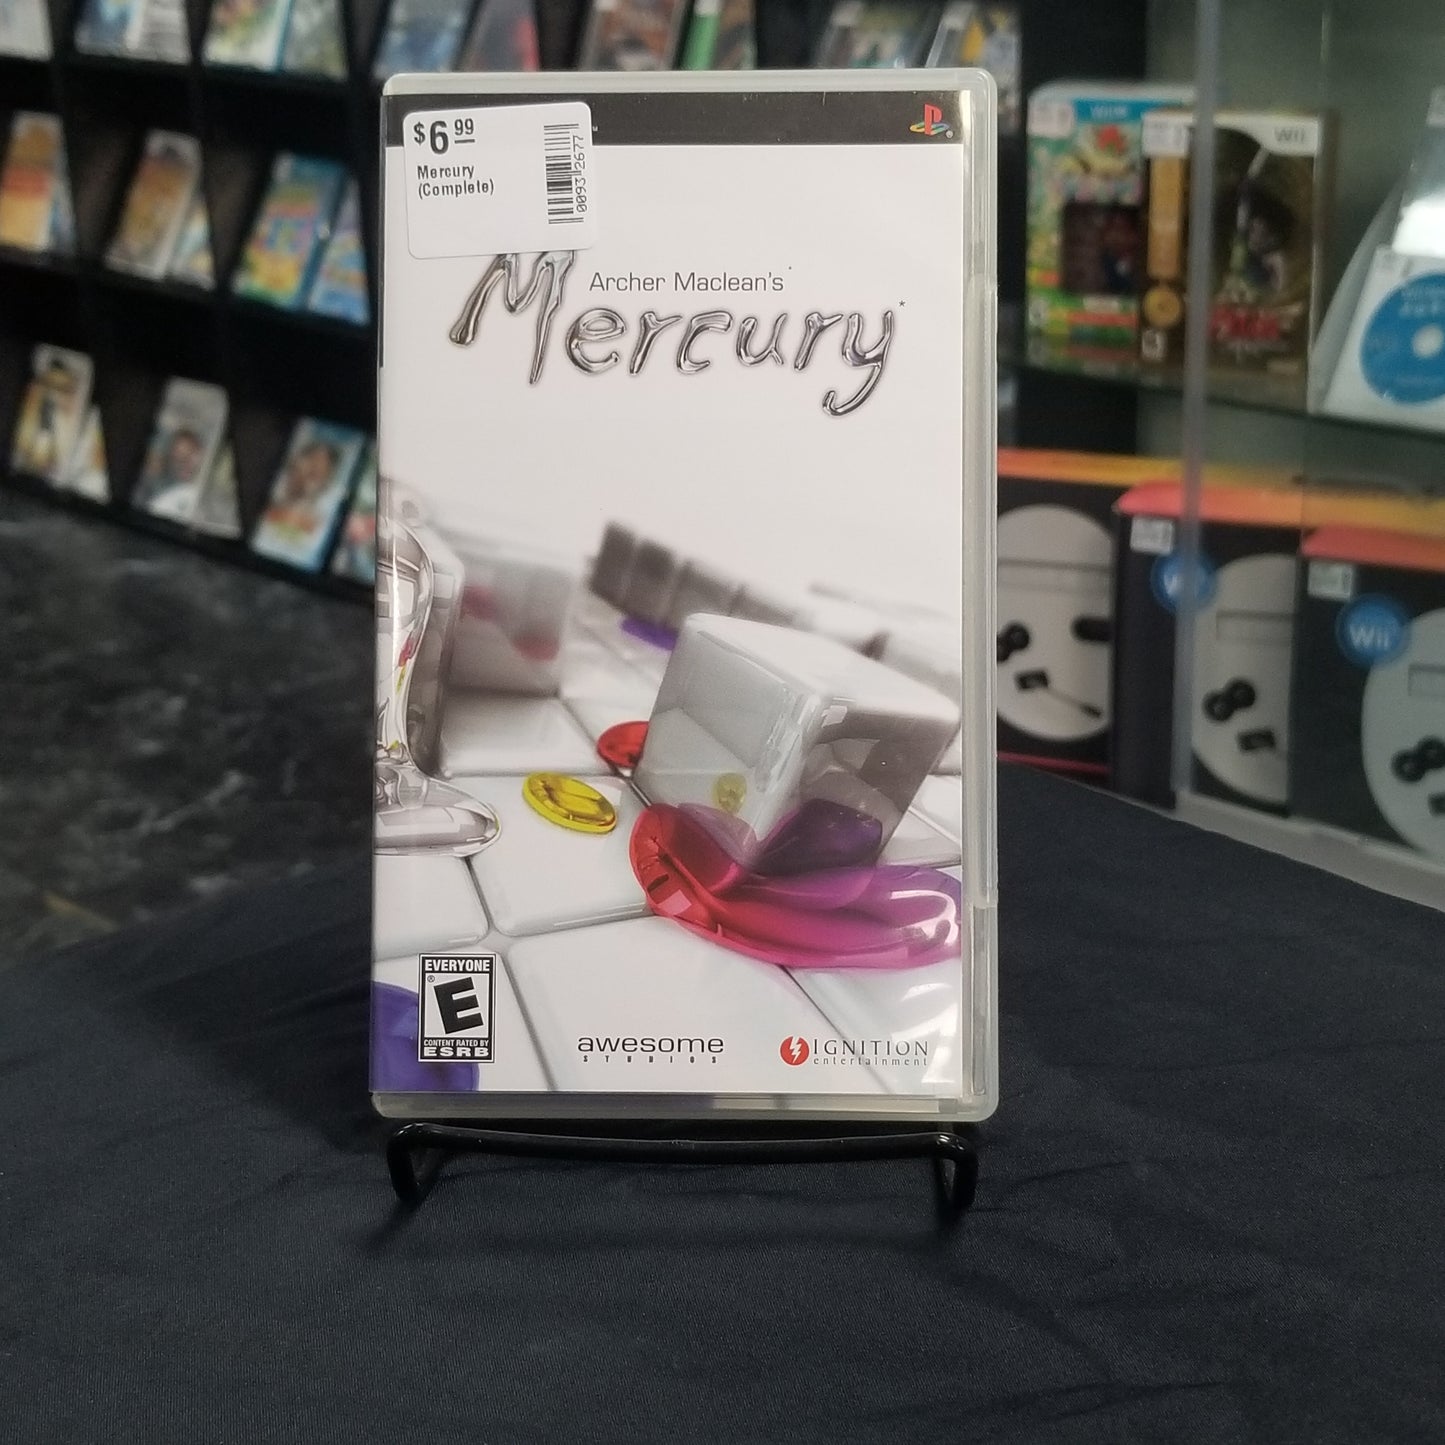 $6.99
Mercury
(Complete)
0093 2677
Archer Maclean's
Mercury
EVERYONE
E
CONTENT RATED BY
ESRB
awesome
STUDIOS
IGNITION
entertainment
Wii
Wii